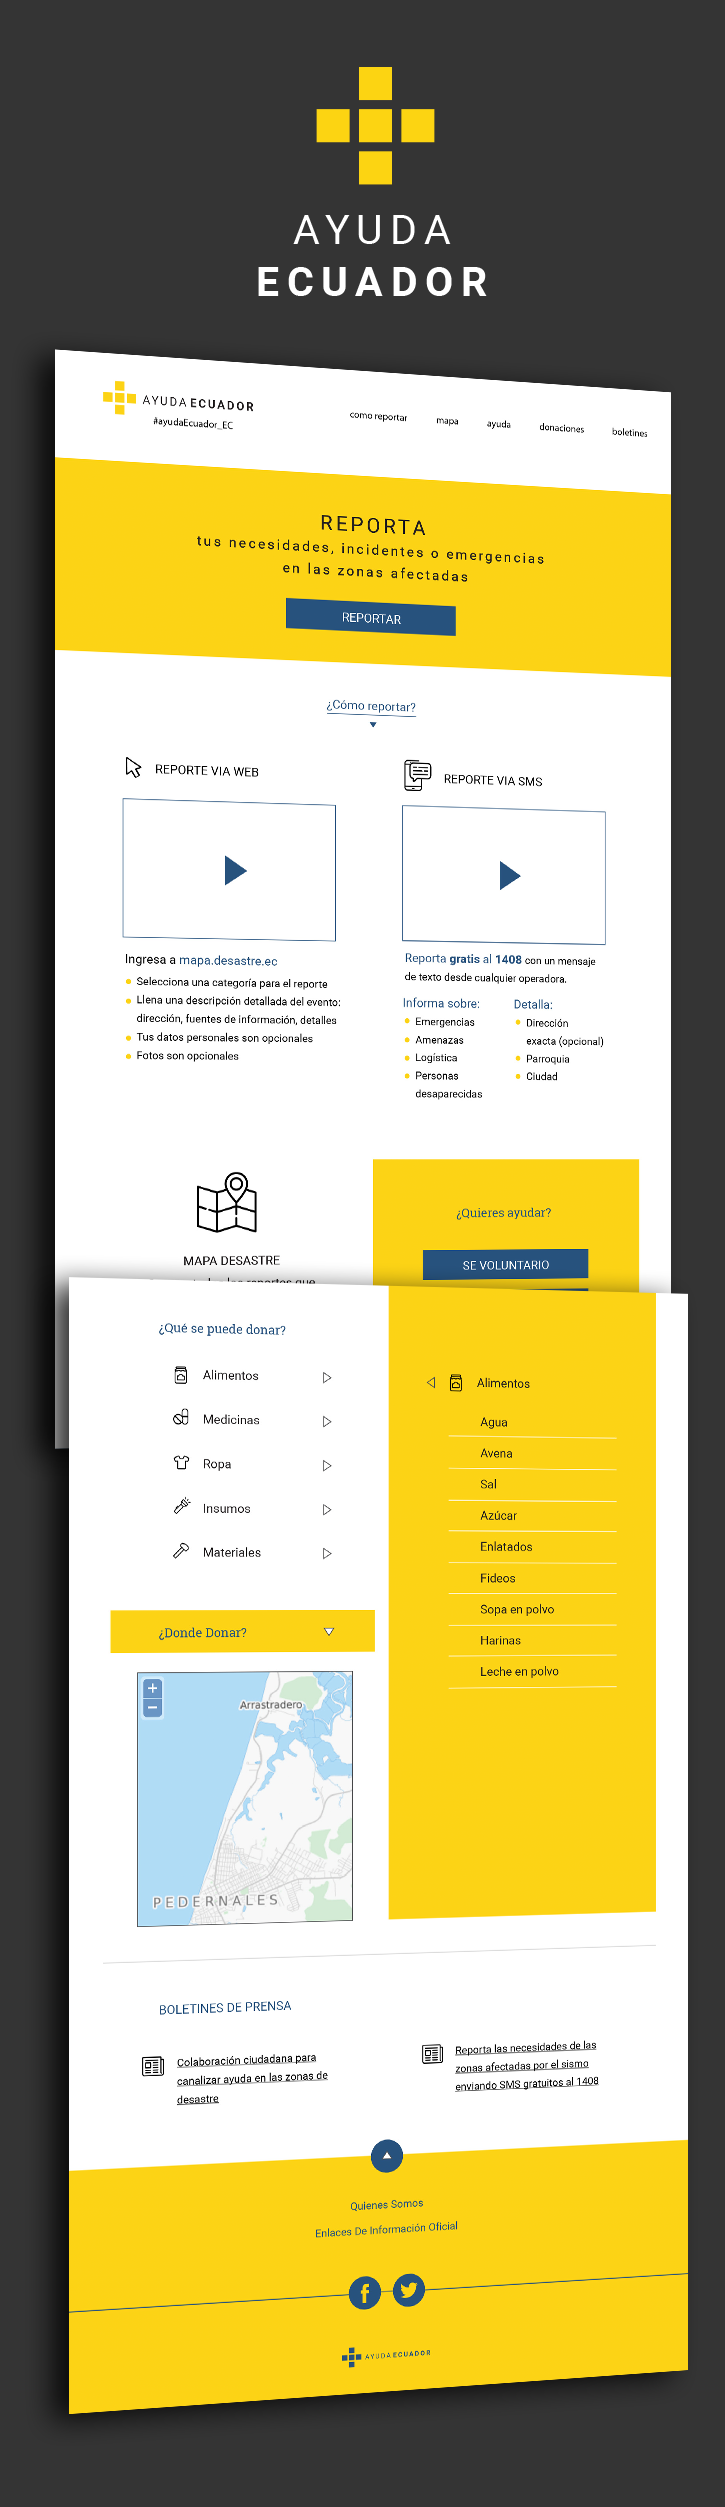 AYUDA
ECUADOR
AYUDA ECUADOR
#ayudaEcuador_EC
como reportar
mapa
ayuda
donaciones
boletines
REPORTA
tus necesidades, incidentes o emergencias
en las zonas afectadas
REPORTAR
¿Cómo reportar?
REPORTE VIA WEB
Ingresa a mapa.desastre.ec
Selecciona una categoría para el reporte
Llena una descripción detallada del evento:
dirección, fuentes de información, detalles
Tus datos personales son opcionales
Fotos son opcionales
REPORTE VIA SMS
Reporta gratis al 1408 con un mensaje
de texto desde cualquier operadora.
Informa sobre:
Emergencias
Amenazas
Logística
Personas
desaparecidas
Detalla:
Dirección
exacta (opcional)
Parroquia
Ciudad
MAPA DESASTRE
los reportes que
¿Quieres ayudar?
SE VOLUNTARIO
¿Qué se puede donar?
Alimentos
Medicinas
Ropa
Insumos
Materiales
¿Donde Donar?
+
−
Arrastradero
PEDERNALES
Alimentos
Agua
Avena
Sal
Azúcar
Enlatados
Fideos
Sopa en polvo
Harinas
Leche en polvo
BOLETINES DE PRENSA
Colaboración ciudadana para
canalizar ayuda en las zonas de
desastre
Reporta las necesidades de las
zonas afectadas por el sismo
enviando SMS gratuitos al 1408
Quienes Somos
Enlaces De Información Oficial
AYUDA ECUADOR